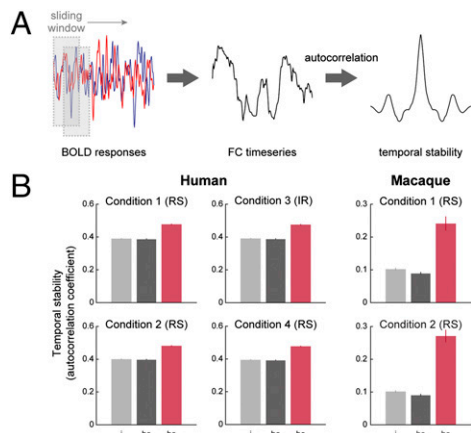 A
sliding
window
autocorrelation
BOLD responses
FC timeseries
temporal stability
B
Human
Macaque
Temporal stability
(autocorrelation coefficient)
Condition 1 (RS)
0.6
0.4
0.2
0
Condition 3 (IR)
0.6
0.4
0.2
0
Condition 1 (RS)
0.3
0.2
0.1
0
Condition 2 (RS)
0.6
0.4
0.2
0
Condition 4 (RS)
0.6
0.4
0.2
0
Condition 2 (RS)
0.3
0.2
0.1
0